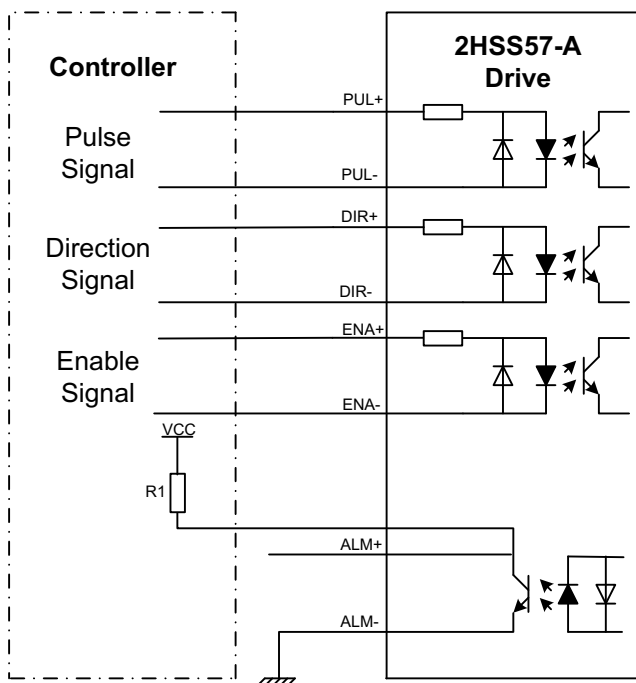 Controller
2HSS57-A
Drive
PUL+
Pulse
Signal
PUL-
DIR+
Direction
Signal
DIR-
ENA+
Enable
Signal
ENA-
VCC
R1
ALM+
ALM-